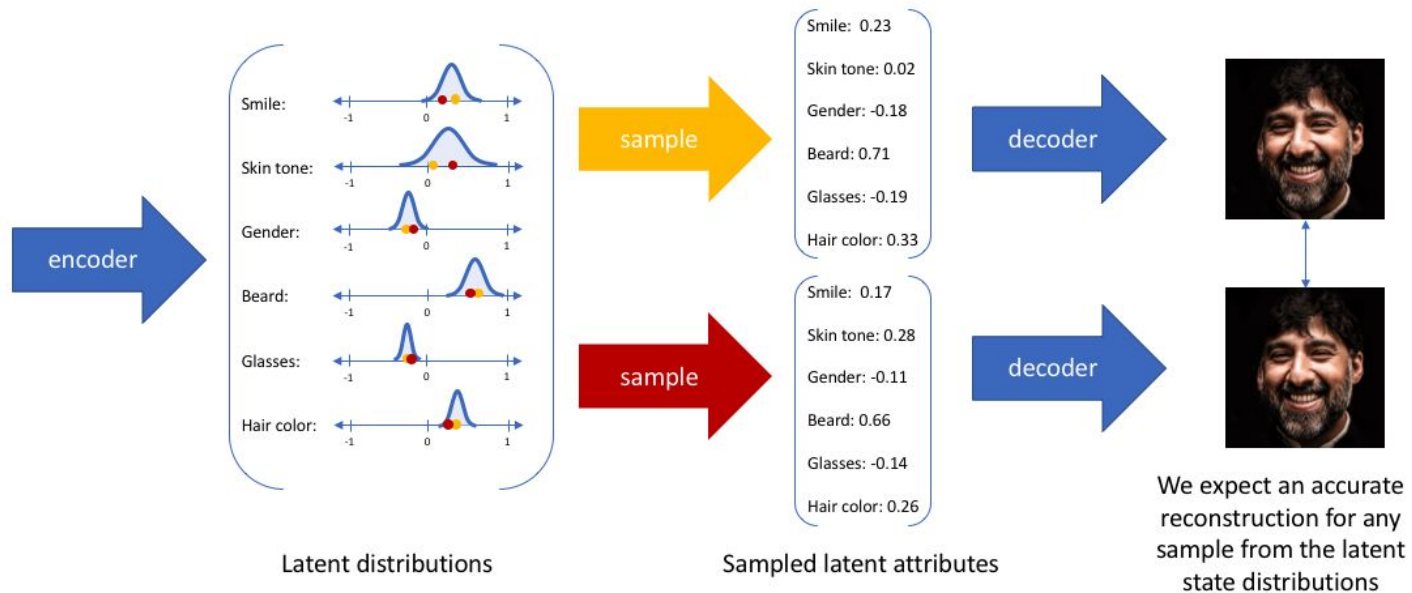 encoder
Smile:
-1 0 1
Skin tone:
-1 0 1
Gender:
-1 0 1
Beard:
-1 0 1
Glasses:
-1 0 1
Hair color:
-1 0 1
Latent distributions
sample
sample
Smile: 0.23
Skin tone: 0.02
Gender: -0.18
Beard: 0.71
Glasses: -0.19
Hair color: 0.33
Smile: 0.17
Skin tone: 0.28
Gender: -0.11
Beard: 0.66
Glasses: -0.14
Hair color: 0.26
Sampled latent attributes
decoder
decoder
We expect an accurate
reconstruction for any
sample from the latent
state distributions